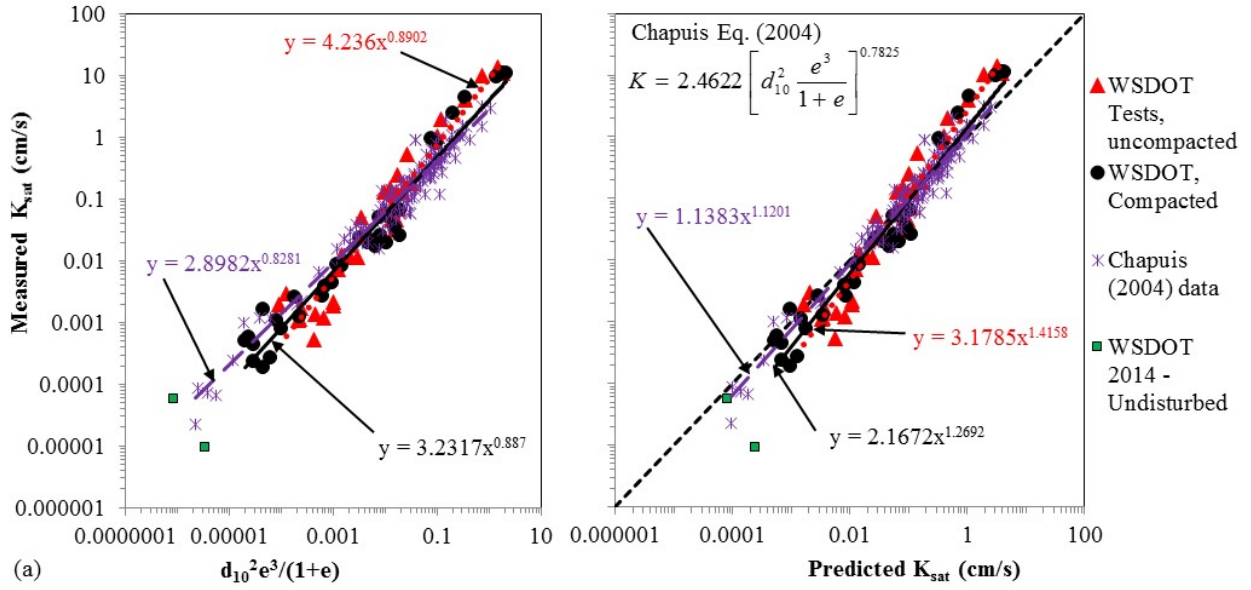 100
10
1
0.1
0.01
0.001
0.0001
0.00001
0.000001
Measured K_sat (cm/s)
y = 4.236x^0.8902
y = 2.8982x^0.8281
y = 3.2317x^0.887
0.0000001 0.00001 0.001 0.1 10
(a)
d_10^2e^3/(1+e)
Chapuis Eq. (2004)
K = 2.4622 [d_10^2 e^3/(1 + e)]^0.7825
y = 1.1383x^1.1201
y = 3.1785x^1.4158
y = 2.1672x^1.2692
0.000001 0.0001 0.01 1 100
Predicted K_sat (cm/s)
WSDOT
Tests,
uncompacted
WSDOT,
Compacted
Chapuis
(2004) data
WSDOT
2014 -
Undisturbed